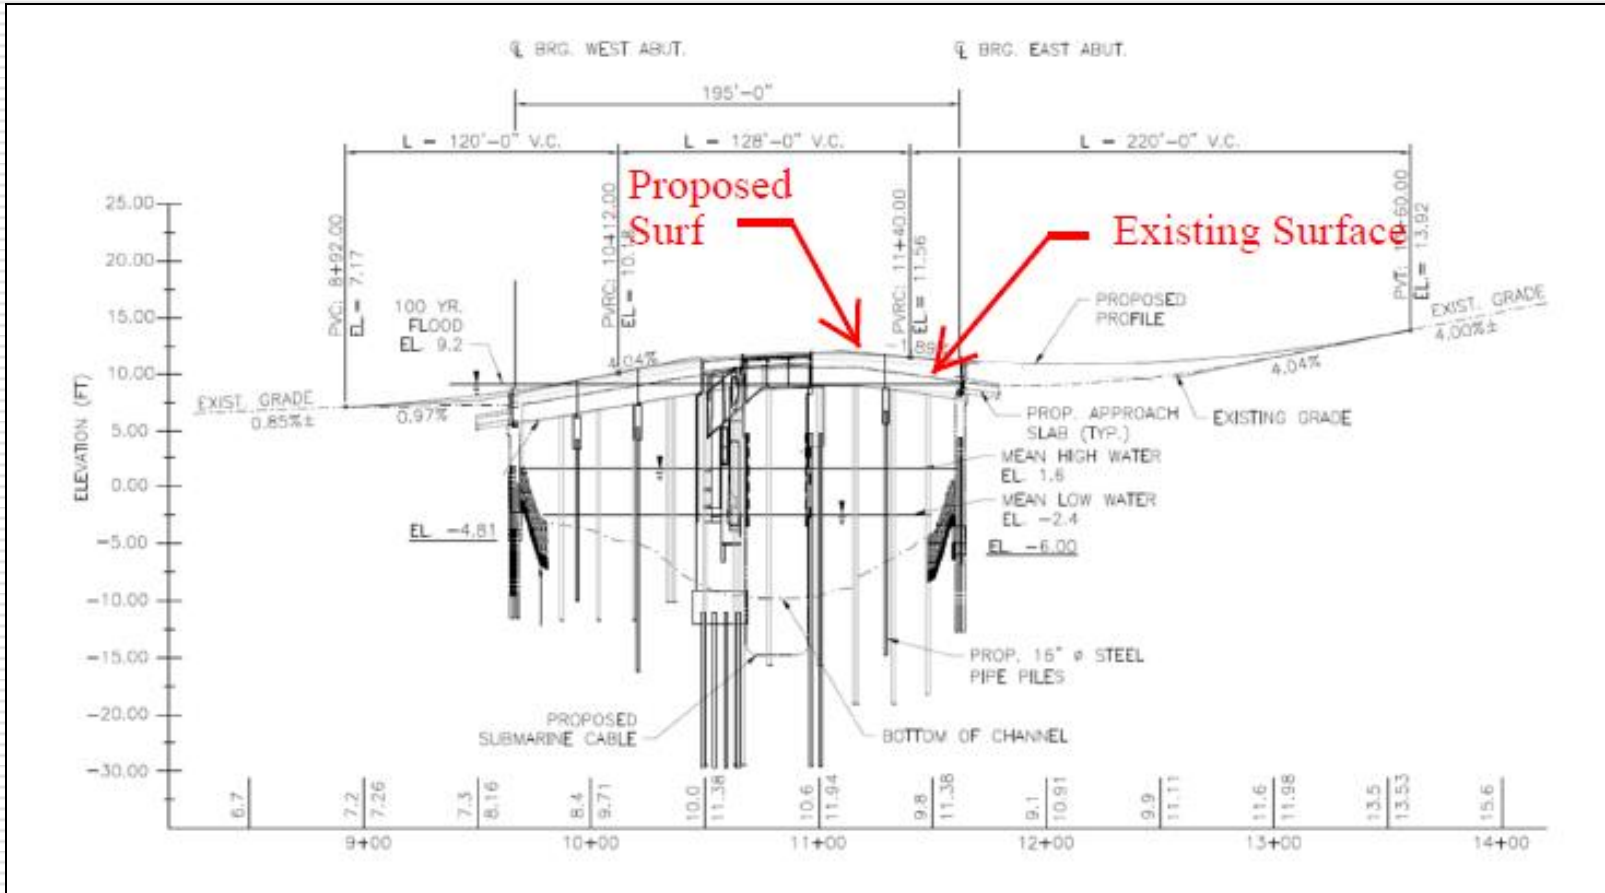 ℄ BRG. WEST ABUT.
℄ BRG. EAST ABUT.
195'-0"
L = 120'-0" V.C.
L = 128'-0" V.C.
L = 220'-0" V.C.
PVC: 8+92.00
EL = 7.17
PVRC: 10+12.00
EL = 10.18
PVRC: 11+40.00
EL = 11.56
+60.00
EL.= 13.92
Proposed
Surf
Existing Surface
25.00
20.00
15.00
10.00
5.00
0.00
-5.00
-10.00
-15.00
-20.00
-25.00
-30.00
ELEVATION (FT)
100 YR.
FLOOD
EL. 9.2
EXIST. GRADE
0.85%±
0.97%
4.04%
PROPOSED
PROFILE
EXIST. GRADE
4.00%±
4.04%
PROP. APPROACH
SLAB (TYP.)
EXISTING GRADE
MEAN HIGH WATER
EL. 1.6
MEAN LOW WATER
EL. -2.4
EL. -4.81
EL. -6.00
PROP. 16" ø STEEL
PIPE PILES
PROPOSED
SUBMARINE CABLE
BOTTOM OF CHANNEL
6.7
7.2
7.26
7.3
8.16
8.4
9.71
10.0
11.38
10.6
11.94
9.8
11.38
9.1
10.91
9.9
11.11
11.6
11.98
13.5
13.53
15.6
9+00
10+00
11+00
12+00
13+00
14+00